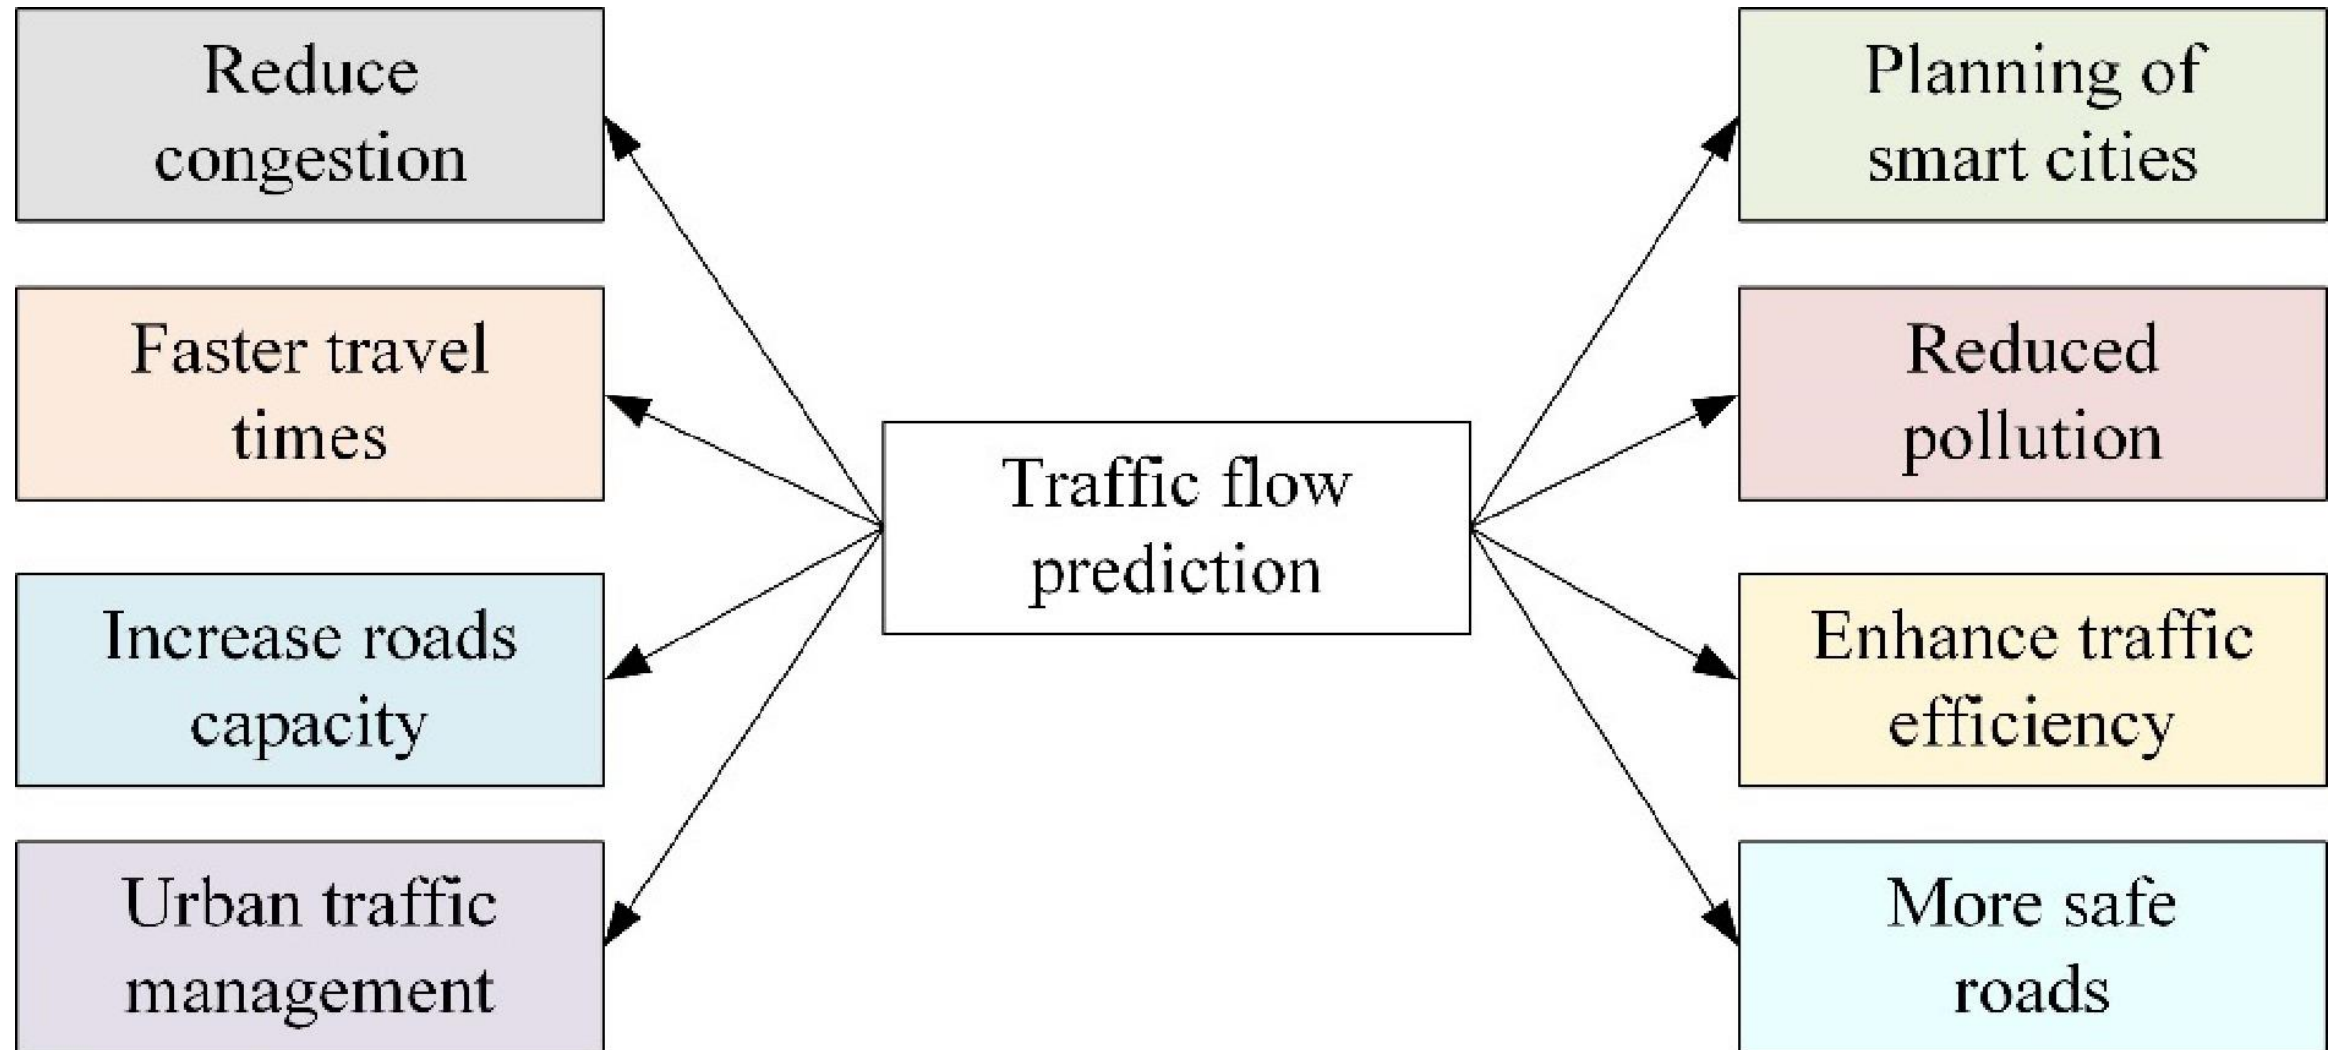 Reduce
congestion
Faster travel
times
Increase roads
capacity
Urban traffic
management
Traffic flow
prediction
Planning of
smart cities
Reduced
pollution
Enhance traffic
efficiency
More safe
roads